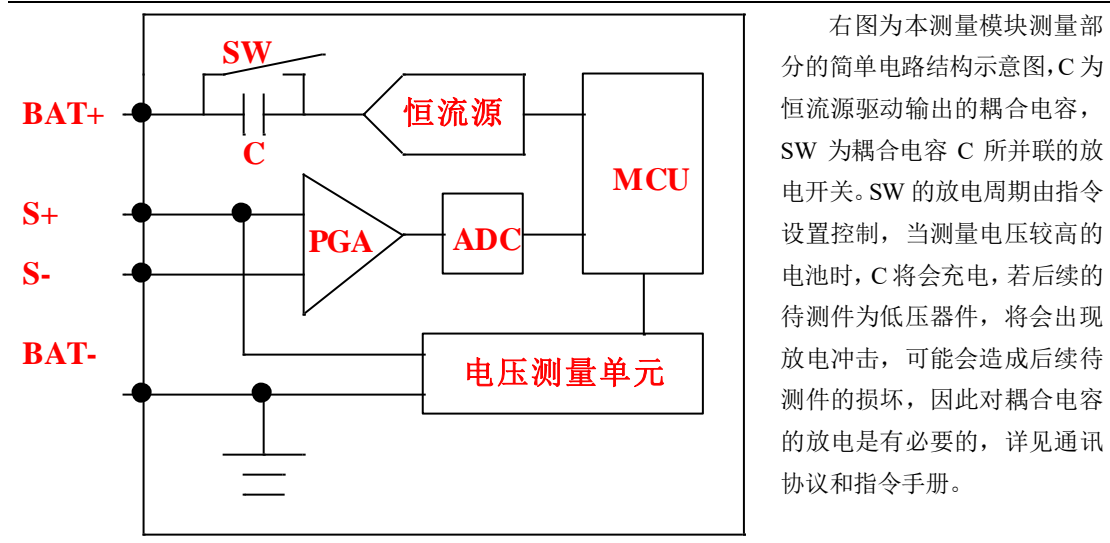 SW
BAT+
恒流源
C
MCU
S+
PGA
ADC
S-
BAT-
电压测量单元
右图为本测量模块测量部
分的简单电路结构示意图，C 为
恒流源驱动输出的耦合电容，
SW 为耦合电容 C 所并联的放
电开关。SW 的放电周期由指令
设置控制，当测量电压较高的
电池时，C 将会充电，若后续的
待测件为低压器件，将会出现
放电冲击，可能会造成后续待
测件的损坏，因此对耦合电容
的放电是有必要的，详见通讯
协议和指令手册。